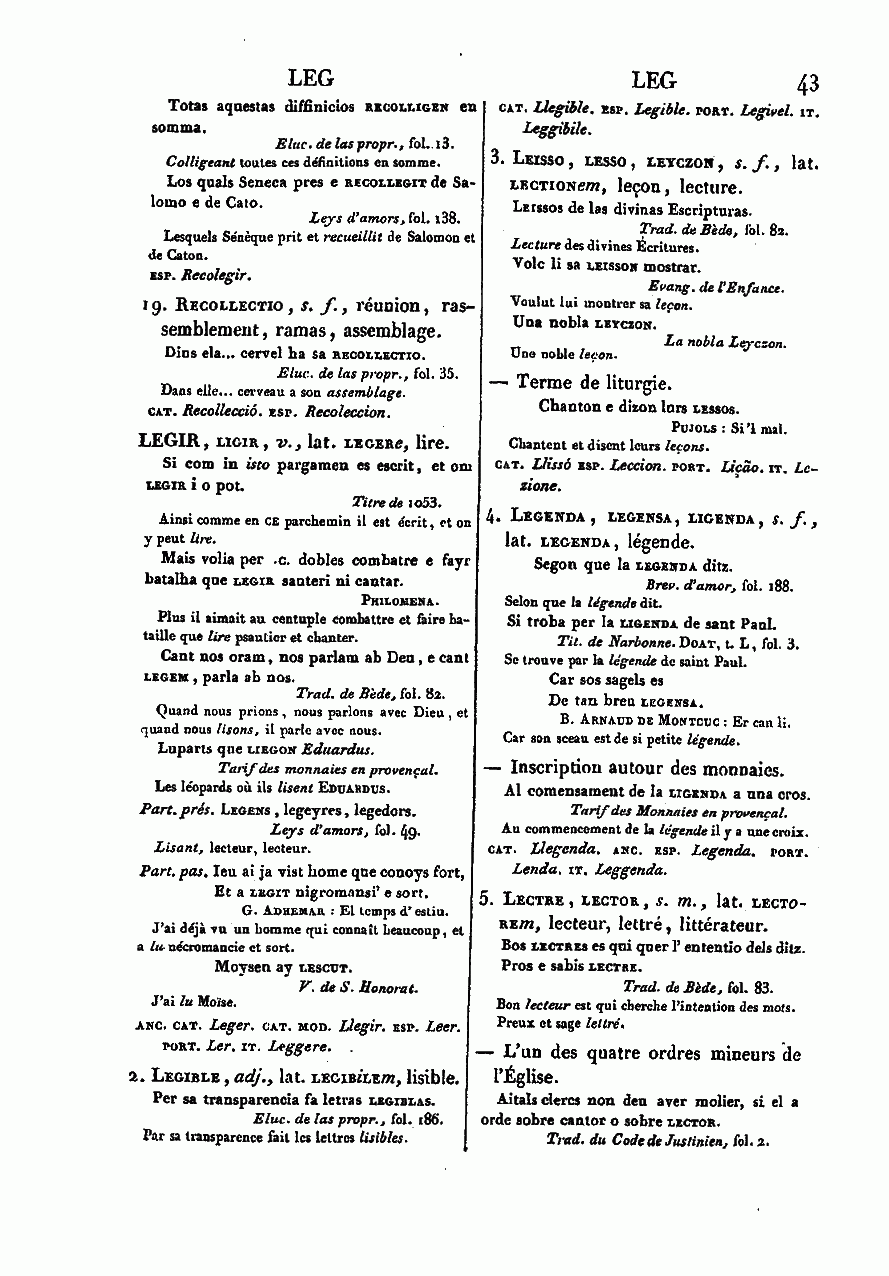 LEG
LEG 43
Totas aquestas diffinicios RECOLLIGEN en
somma.
Eluc. de las propr., fol. 13.
Colligeant toutes ces définitions en somme.
Los quals Seneca pres e RECOLLEGIT de Sa-
lomo e de Cato.
Leys d'amors, fol. 138.
Lesquels Sénèque prit et recueillit de Salomon et
de Caton.
ESP. Recolegir.
19. RECOLLECTIO, s. f., réunion, ras-
semblement, ramas, assemblage.
Dins ela... cervel ha sa RECOLLECTIO.
Eluc. de las propr., fol. 35.
Dans elle... cerveau a son assemblage.
CAT. Recollecció. ESP. Recoleccion.
LEGIR, LIGIR, v., lat. LEGERe, lire.
Si com in isto pargamen es escrit, et om
LEGIR i o pot.
Titre de 1053.
Ainsi comme en CE parchemin il est écrit, et on
y peut lire.
Mais volia per .c. dobles combatre e fayr
batalha que LEGIR sauteri ni cantar.
PHILOMENA.
Plus il aimait au centuple combattre et faire ba-
taille que lire psautier et chanter.
Cant nos oram, nos parlam ab Deu, e cant
LEGEM, parla ab nos.
Trad. de Bède, fol. 82.
Quand nous prions, nous parlons avec Dieu, et
quand nous lisons, il parle avec nous.
Luparts que LIEGON Eduardus.
Tarif des monnaies en provençal.
Les léopards où ils lisent EDUARDUS.
Part. prés. LEGENS, legeyres, legedors.
Leys d'amors, fol. 49.
Lisant, lecteur, lecteur.
Part. pas. Ieu ai ja vist home que conoys fort,
Et a LEGIT nigromansi' e sort.
G. ADHEMAR : El temps d'estiu.
J'ai déjà vu un homme qui connaît beaucoup, et
a lu nécromancie et sort.
Moysen ay LESCUT.
V. de S. Honorat.
J'ai lu Moïse.
ANC. CAT. Leger. CAT. MOD. Llegir. ESP. Leer.
PORT. Ler. IT. Leggere.
2. LEGIBLE, adj., lat. LEGIBiLEm, lisible.
Per sa transparencia fa letras LEGIBLAS.
Eluc. de las propr., fol. 186.
Par sa transparence fait les lettres lisibles.
CAT. Llegible. ESP. Legible. PORT. Legivel. IT.
Leggibile.
3. LEISSO, LESSO, LEYCZON, s. f., lat.
LECTIONem, leçon, lecture.
LEISSOS de las divinas Escripturas.
Trad. de Bède, fol. 82.
Lecture des divines Écritures.
Volc li sa LEISSON mostrar.
Evang. de l'Enfance.
Voulut lui montrer sa leçon.
Una nobla LEYCZON.
La nobla Leyczon.
Une noble leçon.
— Terme de liturgie.
Chanton e dizon lors LESSOS.
PUJOLS : Si'l mal.
Chantent et disent leurs leçons.
CAT. Llissó ESP. Leccion. PORT. Lição. IT. Le-
zione.
4. LEGENDA, LEGENSA, LIGENDA, s. f.,
lat. LEGENDA, légende.
Segon que la LEGENDA ditz.
Brev. d'amor, fol. 188.
Selon que la légende dit.
Si troba per la LIGENDA de sant Paul.
Tit. de Narbonne. DOAT, t. L, fol. 3.
Se trouve par la légende de saint Paul.
Car sos sagels es
De tan breu LEGENSA.
B. ARNAUD DE MONTCUC : Er can li.
Car son sceau est de si petite légende.
— Inscription autour des monnaies.
Al comensament de la LIGENDA a una cros.
Tarif des Monnaies en provençal.
Au commencement de la légende il y a une croix.
CAT. Llegenda. ANC. ESP. Legenda. PORT.
Lenda. IT. Leggenda.
5. LECTRE, LECTOR, s. m., lat. LECTO-
REm, lecteur, lettré, littérateur.
Bos LECTRES es qui quer l'ententio dels ditz.
Pros e sabis LECTRE.
Trad. de Bède, fol. 83.
Bon lecteur est qui cherche l'intention des mots.
Preux et sage lettré.
— L'un des quatre ordres mineurs de
l'Église.
Aitals clercs non deu aver molier, si el a
orde sobre cantor o sobre LECTOR.
Trad. du Code de Justinien, fol. 2.